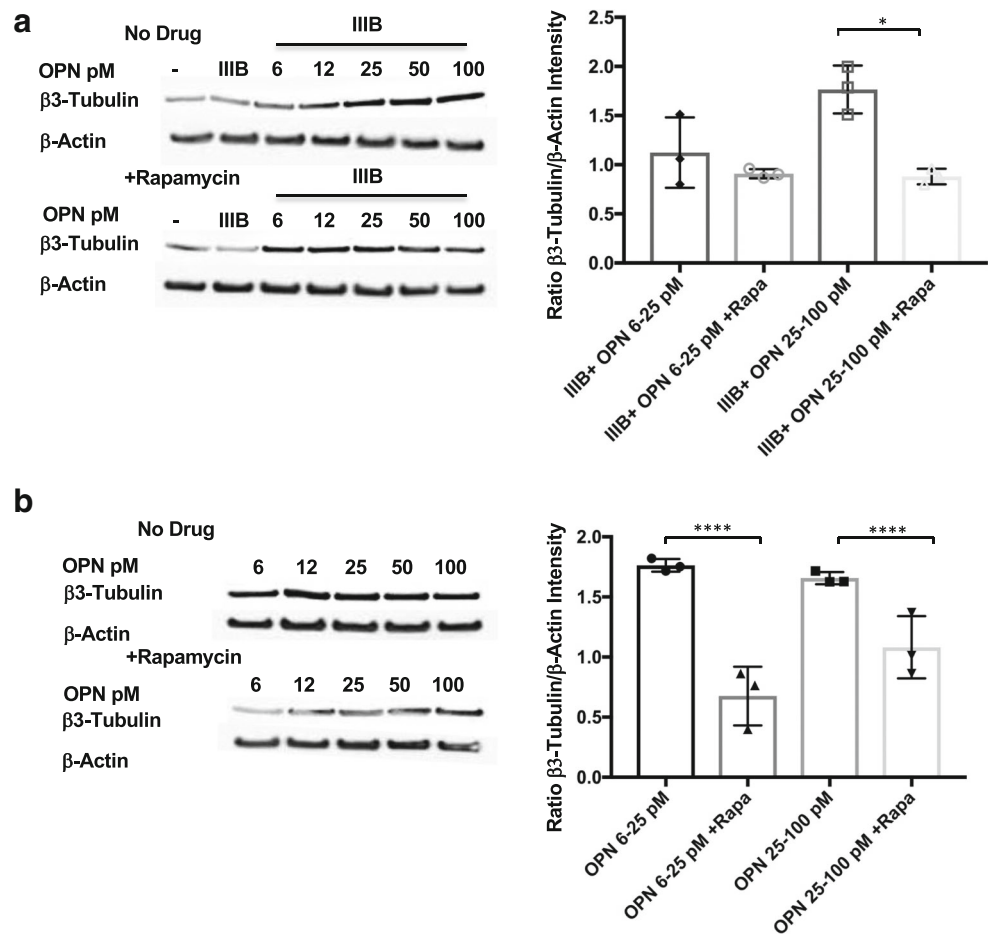 a
No Drug
IIIB
OPN pM - IIIB 6 12 25 50 100
β3-Tubulin
β-Actin
+Rapamycin
IIIB
OPN pM - IIIB 6 12 25 50 100
β3-Tubulin
β-Actin
Ratio β3-Tubulin/β-Actin Intensity
2.5
2.0
1.5
1.0
0.5
0.0
*
IIIB+ OPN 6-25 pM
IIIB+ OPN 6-25 pM +Rapa
IIIB+ OPN 25-100 pM
IIIB+ OPN 25-100 pM +Rapa
b
No Drug
OPN pM 6 12 25 50 100
β3-Tubulin
β-Actin
+Rapamycin
OPN pM 6 12 25 50 100
β3-Tubulin
β-Actin
Ratio β3-Tubulin/β-Actin Intensity
2.0
1.5
1.0
0.5
0.0
****
****
OPN 6-25 pM
OPN 6-25 pM +Rapa
OPN 25-100 pM
OPN 25-100 pM +Rapa